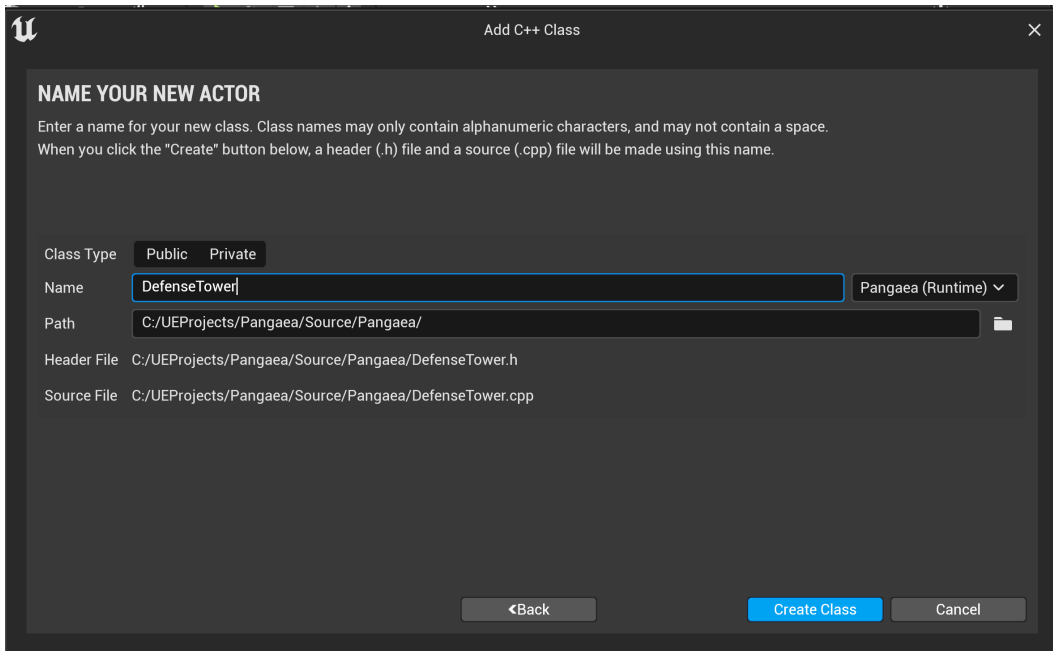 Add C++ Class
NAME YOUR NEW ACTOR
Enter a name for your new class. Class names may only contain alphanumeric characters, and may not contain a space.
When you click the "Create" button below, a header (.h) file and a source (.cpp) file will be made using this name.
Class Type Public Private
Name DefenseTower Pangaea (Runtime)
Path C:/UEProjects/Pangaea/Source/Pangaea/
Header File C:/UEProjects/Pangaea/Source/Pangaea/DefenseTower.h
Source File C:/UEProjects/Pangaea/Source/Pangaea/DefenseTower.cpp
Back Create Class Cancel